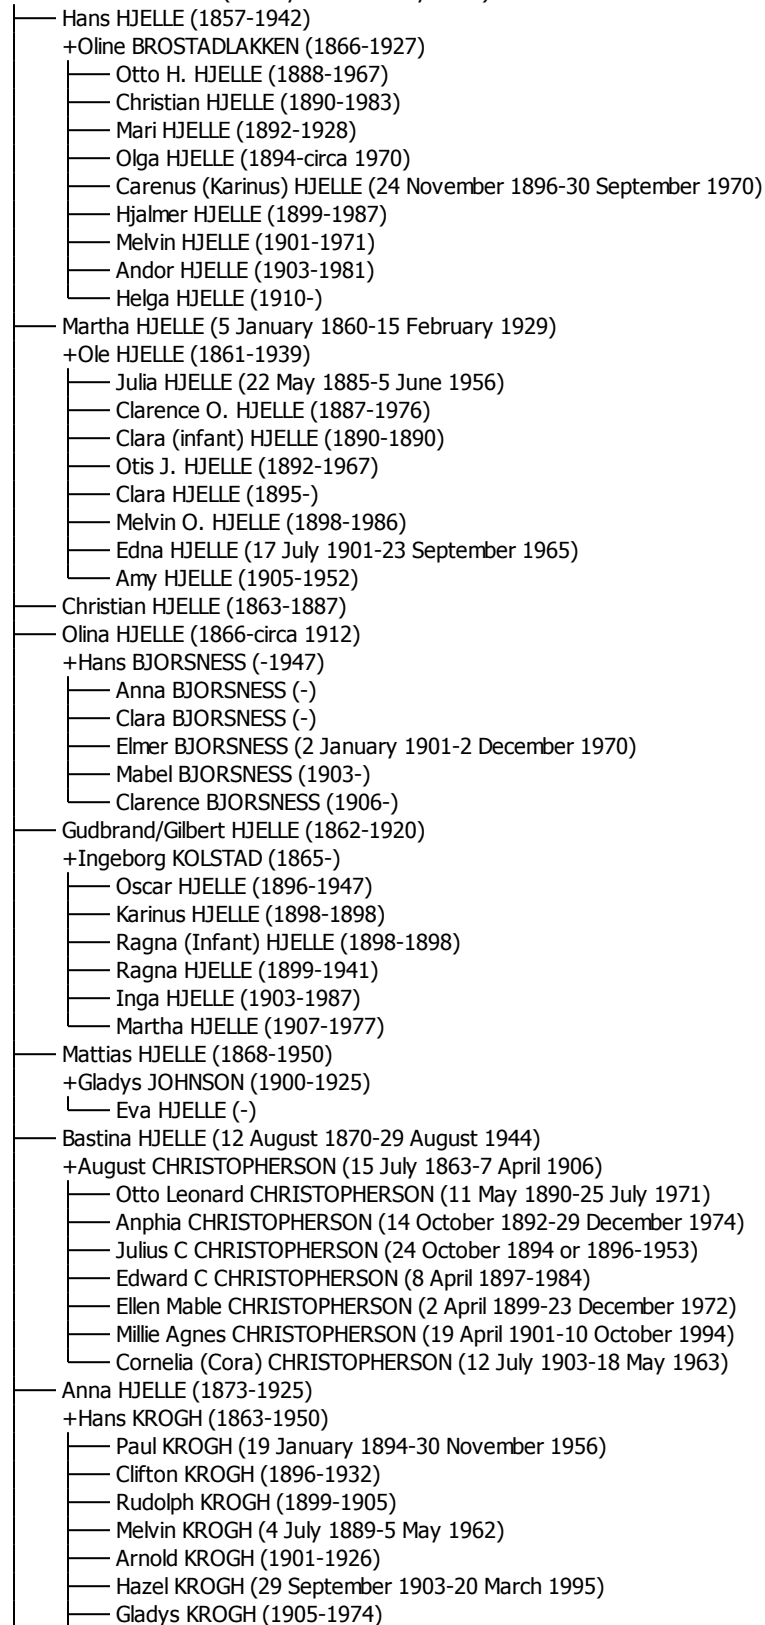 Hans HJELLE (1857-1942)
+Oline BROSTADLAKKEN (1866-1927)
Otto H. HJELLE (1888-1967)
Christian HJELLE (1890-1983)
Mari HJELLE (1892-1928)
Olga HJELLE (1894-circa 1970)
Carenus (Karinus) HJELLE (24 November 1896-30 September 1970)
Hjalmer HJELLE (1899-1987)
Melvin HJELLE (1901-1971)
Andor HJELLE (1903-1981)
Helga HJELLE (1910-)
Martha HJELLE (5 January 1860-15 February 1929)
+Ole HJELLE (1861-1939)
Julia HJELLE (22 May 1885-5 June 1956)
Clarence O. HJELLE (1887-1976)
Clara (infant) HJELLE (1890-1890)
Otis J. HJELLE (1892-1967)
Clara HJELLE (1895-)
Melvin O. HJELLE (1898-1986)
Edna HJELLE (17 July 1901-23 September 1965)
Amy HJELLE (1905-1952)
Christian HJELLE (1863-1887)
Olina HJELLE (1866-circa 1912)
+Hans BJORSNESS (-1947)
Anna BJORSNESS (-)
Clara BJORSNESS (-)
Elmer BJORSNESS (2 January 1901-2 December 1970)
Mabel BJORSNESS (1903-)
Clarence BJORSNESS (1906-)
Gudbrand/Gilbert HJELLE (1862-1920)
+Ingeborg KOLSTAD (1865-)
Oscar HJELLE (1896-1947)
Karinus HJELLE (1898-1898)
Ragna (Infant) HJELLE (1898-1898)
Ragna HJELLE (1899-1941)
Inga HJELLE (1903-1987)
Martha HJELLE (1907-1977)
Mattias HJELLE (1868-1950)
+Gladys JOHNSON (1900-1925)
Eva HJELLE (-)
Bastina HJELLE (12 August 1870-29 August 1944)
+August CHRISTOPHERSON (15 July 1863-7 April 1906)
Otto Leonard CHRISTOPHERSON (11 May 1890-25 July 1971)
Anphia CHRISTOPHERSON (14 October 1892-29 December 1974)
Julius C CHRISTOPHERSON (24 October 1894 or 1896-1953)
Edward C CHRISTOPHERSON (8 April 1897-1984)
Ellen Mable CHRISTOPHERSON (2 April 1899-23 December 1972)
Millie Agnes CHRISTOPHERSON (19 April 1901-10 October 1994)
Cornelia (Cora) CHRISTOPHERSON (12 July 1903-18 May 1963)
Anna HJELLE (1873-1925)
+Hans KROGH (1863-1950)
Paul KROGH (19 January 1894-30 November 1956)
Clifton KROGH (1896-1932)
Rudolph KROGH (1899-1905)
Melvin KROGH (4 July 1889-5 May 1962)
Arnold KROGH (1901-1926)
Hazel KROGH (29 September 1903-20 March 1995)
Gladys KROGH (1905-1974)